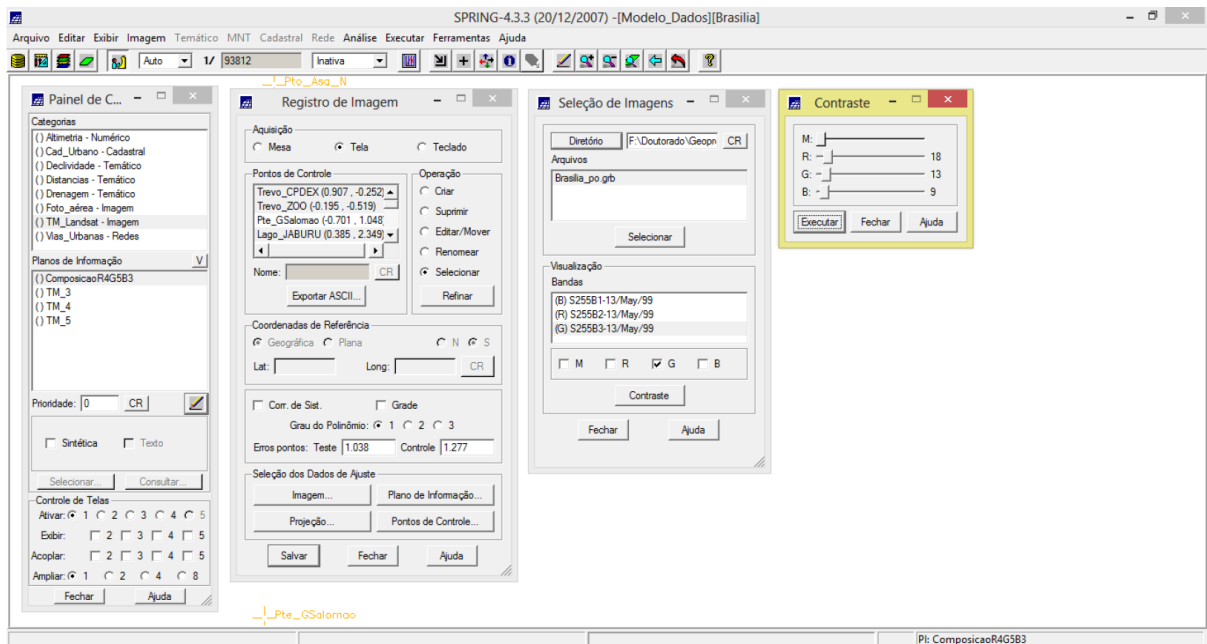 SPRING-4.3.3 (20/12/2007) -[Modelo_Dados][Brasilia]
Arquivo Editar Exibir Imagem Temático MNT Cadastral Rede Análise Executar Ferramentas Ajuda
Auto 1/ 93812 Inativa
Pto_Asa_N
Painel de C...
Categorias
() Altimetria - Numérico
() Cad_Urbano - Cadastral
() Declividade - Temático
() Distancias - Temático
() Drenagem - Temático
() Foto_aérea - Imagem
() TM_Landsat - Imagem
() Vias_Urbanas - Redes
Planos de Informação V
() ComposicaoR4G5B3
() TM_3
() TM_4
() TM_5
Prioridade: 0 CR
Sintética Texto
Selecionar... Consultar...
Controle de Telas
Ativar: 1 2 3 4 5
Exibir: 2 3 4 5
Acoplar: 2 3 4 5
Ampliar: 1 2 4 8
Fechar Ajuda
Registro de Imagem
Aquisição
Mesa Tela Teclado
Pontos de Controle
Trevo_CPDEX (0.907 , -0.252)
Trevo_ZOO (-0.195 , -0.519)
Pte_GSalomao (-0.701 , 1.048)
Lago_JABURU (0.385 , 2.349)
Nome: CR
Exportar ASCII...
Operação
Criar
Suprimir
Editar/Mover
Renomear
Selecionar
Refinar
Coordenadas de Referência
Geográfica Plana N S
Lat: Long: CR
Corr. de Sist. Grade
Grau do Polinômio: 1 2 3
Erros pontos: Teste 1.038 Controle 1.277
Seleção dos Dados de Ajuste
Imagem... Plano de Informação...
Projeção... Pontos de Controle...
Salvar Fechar Ajuda
Seleção de Imagens
Diretório F:\Doutorado\Geopro CR
Arquivos
Brasilia_po.grb
Selecionar
Visualização
Bandas
(B) S255B1-13/May/99
(R) S255B2-13/May/99
(G) S255B3-13/May/99
M R G B
Contraste
Fechar Ajuda
Contraste
M:
R: 18
G: 13
B: 9
Executar Fechar Ajuda
Pte_GSalomao
PI: ComposicaoR4G5B3